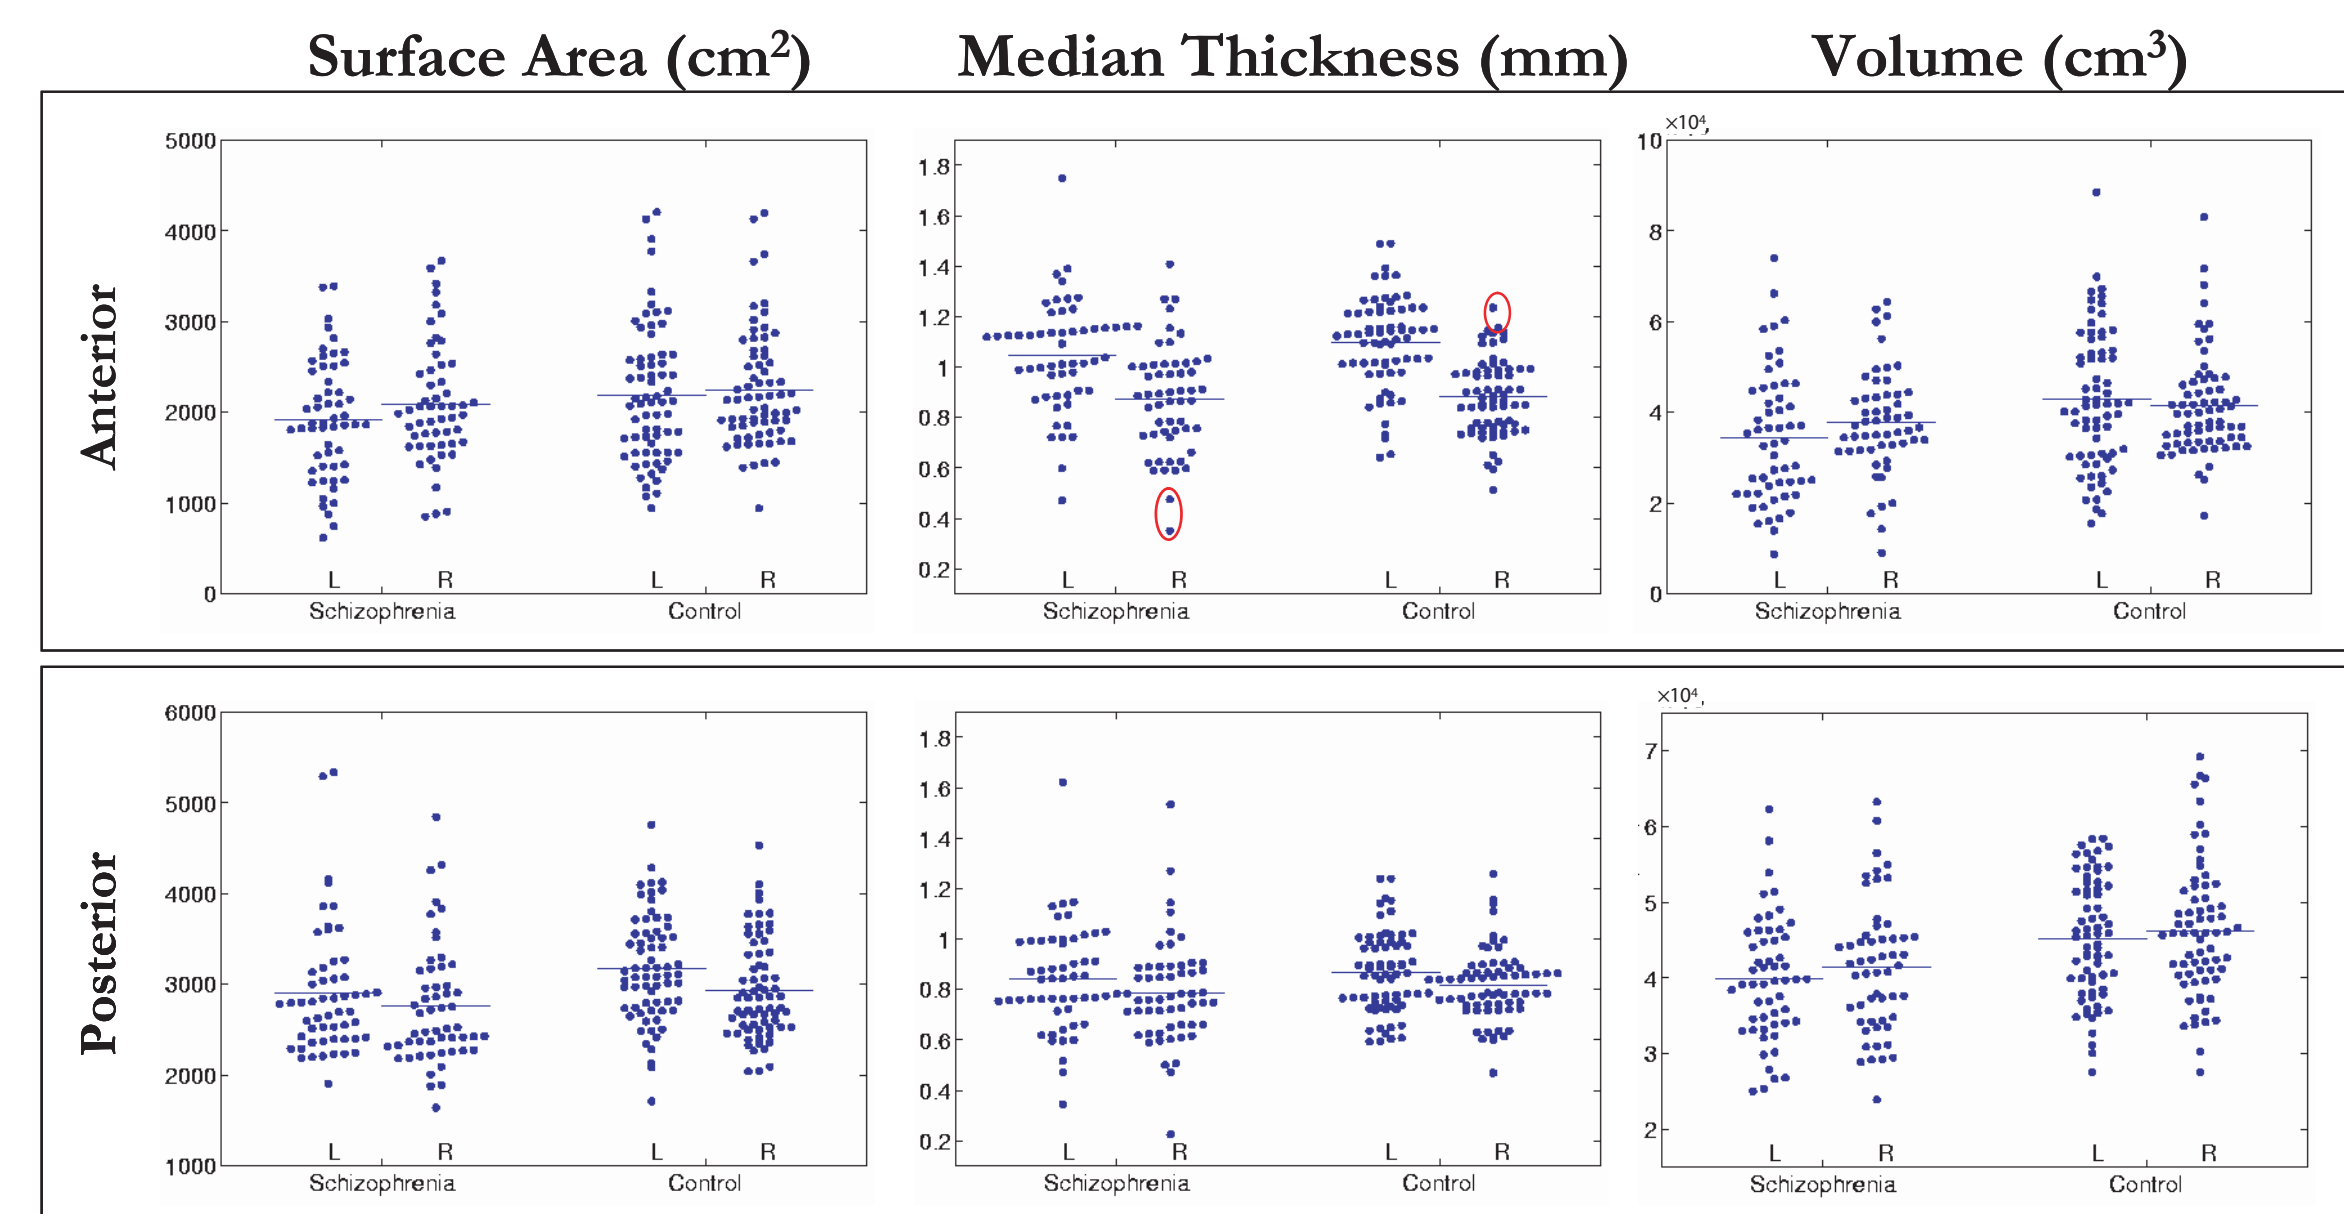 Surface Area (cm²) Median Thickness (mm) Volume (cm³)
Anterior
5000
4000
3000
2000
1000
0
L R L R
Schizophrenia Control
1.8
1.6
1.4
1.2
1
0.8
0.6
0.4
0.2
L R L R
Schizophrenia Control
×10⁴
10
8
6
4
2
0
L R L R
Schizophrenia Control
Posterior
6000
5000
4000
3000
2000
1000
L R L R
Schizophrenia Control
1.8
1.6
1.4
1.2
1
0.8
0.6
0.4
0.2
L R L R
Schizophrenia Control
×10⁴
7
6
5
4
3
2
L R L R
Schizophrenia Control